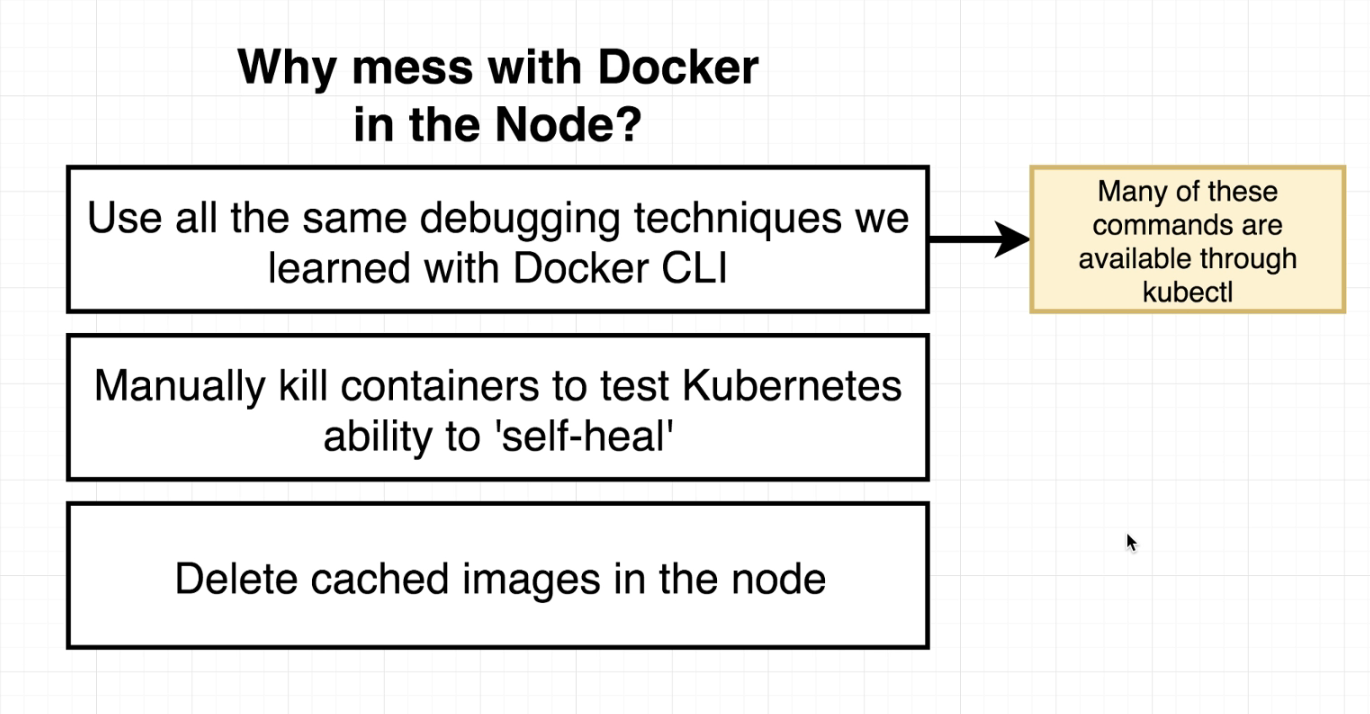 Why mess with Docker
in the Node?
Use all the same debugging techniques we
learned with Docker CLI
Many of these
commands are
available through
kubectl
Manually kill containers to test Kubernetes
ability to 'self-heal'
Delete cached images in the node